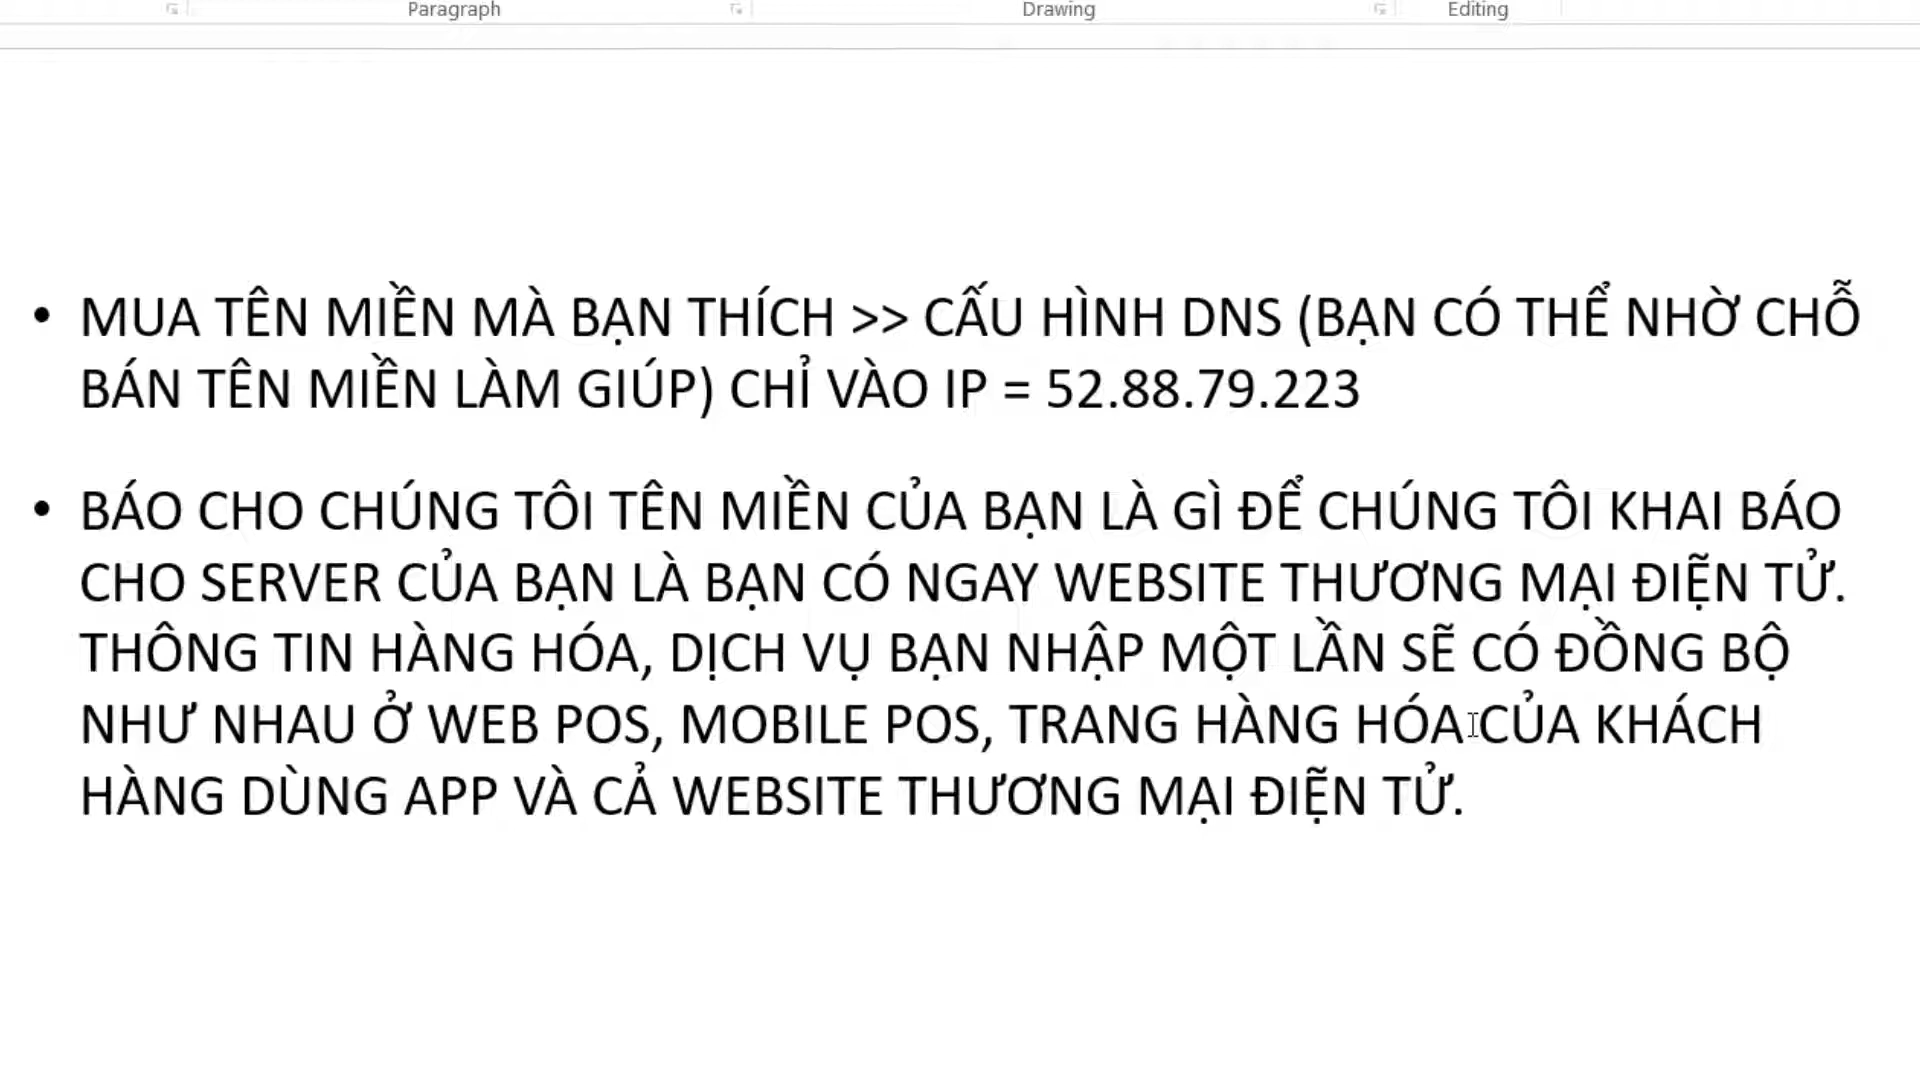 Paragraph Drawing Editing
• MUA TÊN MIỀN MÀ BẠN THÍCH >> CẤU HÌNH DNS (BẠN CÓ THỂ NHỜ CHỖ
BÁN TÊN MIỀN LÀM GIÚP) CHỈ VÀO IP = 52.88.79.223
• BÁO CHO CHÚNG TÔI TÊN MIỀN CỦA BẠN LÀ GÌ ĐỂ CHÚNG TÔI KHAI BÁO
CHO SERVER CỦA BẠN LÀ BẠN CÓ NGAY WEBSITE THƯƠNG MẠI ĐIỆN TỬ.
THÔNG TIN HÀNG HÓA, DỊCH VỤ BẠN NHẬP MỘT LẦN SẼ CÓ ĐỒNG BỘ
NHƯ NHAU Ở WEB POS, MOBILE POS, TRANG HÀNG HÓA CỦA KHÁCH
HÀNG DÙNG APP VÀ CẢ WEBSITE THƯƠNG MẠI ĐIỆN TỬ.